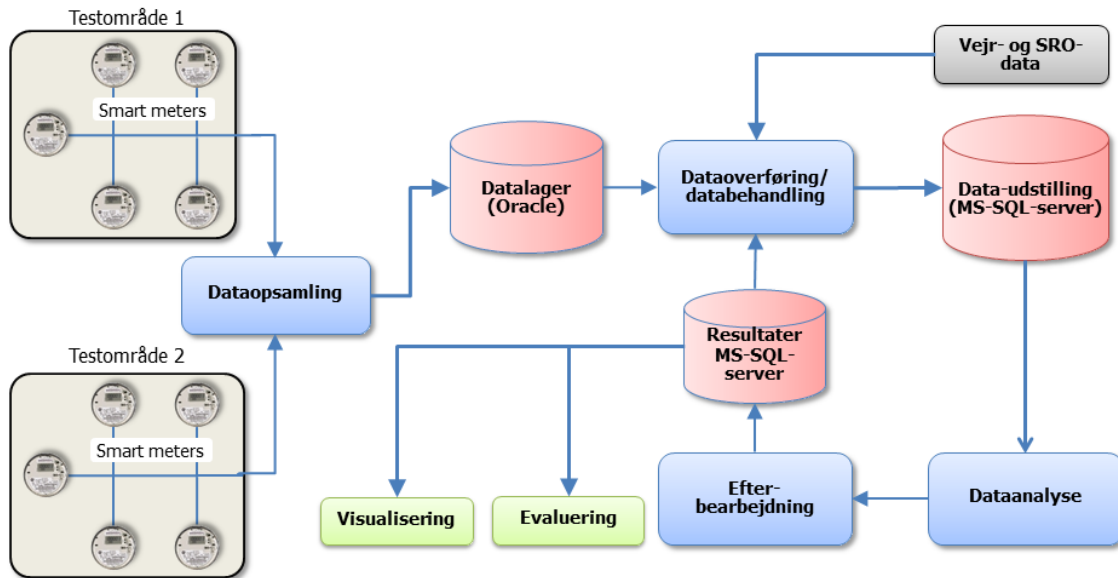 Testområde 1
Smart meters
Vejr- og SRO-
data
Datalager
(Oracle)
Dataoverføring/
databehandling
Data-udstilling
(MS-SQL-server)
Dataopsamling
Resultater
MS-SQL-
server
Testområde 2
Smart meters
Visualisering
Evaluering
Efter-
bearbejdning
Dataanalyse